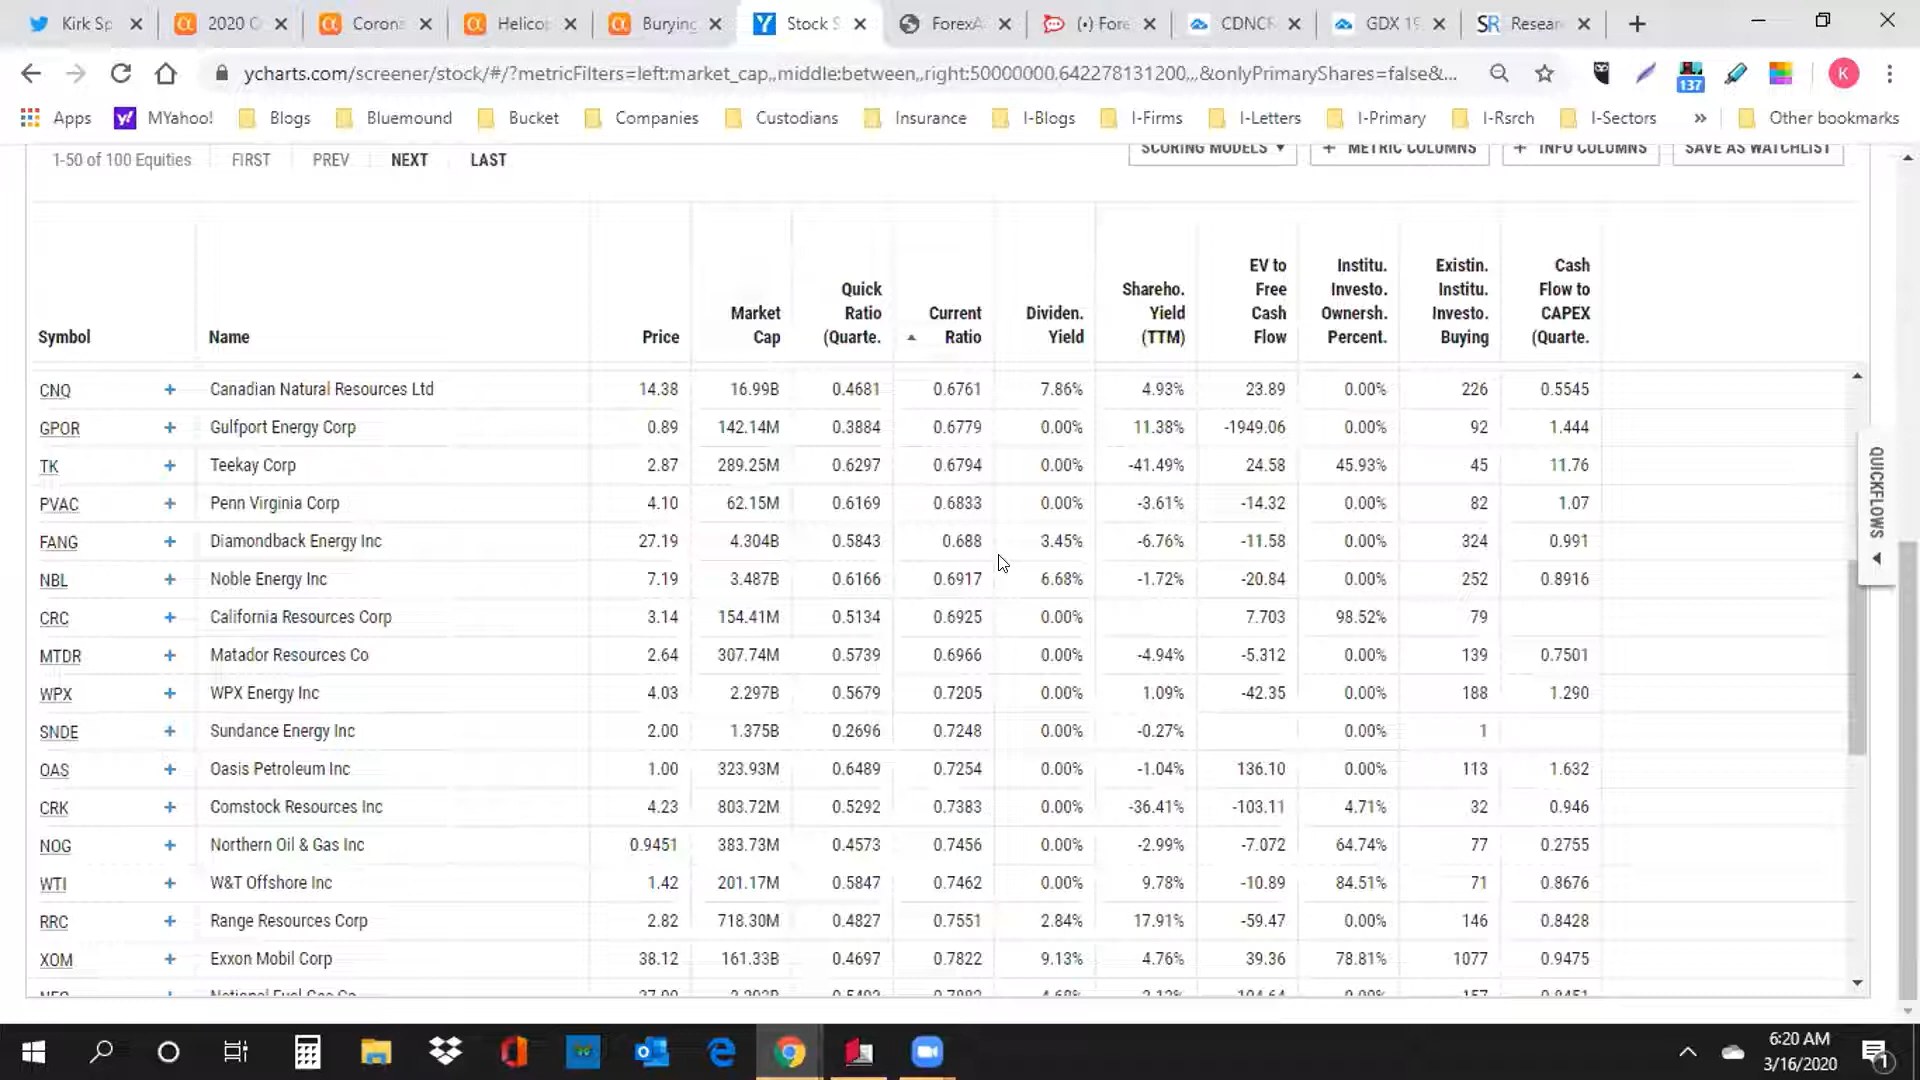 Kirk Sp
2020 C
Corona
Helicop
Burying
Stock S
ForexA
(•) Fore
CDNCR
GDX 19
SR Resear
ycharts.com/screener/stock/#/?metricFilters=left:market_cap,,middle:between,,right:50000000.642278131200,,,&onlyPrimaryShares=false&...
137
K
Apps
MYahoo!
Blogs
Bluemound
Bucket
Companies
Custodians
Insurance
I-Blogs
I-Firms
I-Letters
I-Primary
I-Rsrch
I-Sectors
»
Other bookmarks
1-50 of 100 Equities FIRST PREV NEXT LAST
SCORING MODELS + METRIC COLUMNS + INFO COLUMNS SAVE AS WATCHLIST
Symbol
Name
Price
Market
Cap
Quick
Ratio
(Quarte.
Current
Ratio
Dividen.
Yield
Shareho.
Yield
(TTM)
EV to
Free
Cash
Flow
Institu.
Investo.
Ownersh.
Percent.
Existin.
Institu.
Investo.
Buying
Cash
Flow to
CAPEX
(Quarte.
CNQ + Canadian Natural Resources Ltd 14.38 16.99B 0.4681 0.6761 7.86% 4.93% 23.89 0.00% 226 0.5545
GPOR + Gulfport Energy Corp 0.89 142.14M 0.3884 0.6779 0.00% 11.38% -1949.06 0.00% 92 1.444
TK + Teekay Corp 2.87 289.25M 0.6297 0.6794 0.00% -41.49% 24.58 45.93% 45 11.76
PVAC + Penn Virginia Corp 4.10 62.15M 0.6169 0.6833 0.00% -3.61% -14.32 0.00% 82 1.07
FANG + Diamondback Energy Inc 27.19 4.304B 0.5843 0.688 3.45% -6.76% -11.58 0.00% 324 0.991
NBL + Noble Energy Inc 7.19 3.487B 0.6166 0.6917 6.68% -1.72% -20.84 0.00% 252 0.8916
CRC + California Resources Corp 3.14 154.41M 0.5134 0.6925 0.00% 7.703 98.52% 79
MTDR + Matador Resources Co 2.64 307.74M 0.5739 0.6966 0.00% -4.94% -5.312 0.00% 139 0.7501
WPX + WPX Energy Inc 4.03 2.297B 0.5679 0.7205 0.00% 1.09% -42.35 0.00% 188 1.290
SNDE + Sundance Energy Inc 2.00 1.375B 0.2696 0.7248 0.00% -0.27% 0.00% 1
OAS + Oasis Petroleum Inc 1.00 323.93M 0.6489 0.7254 0.00% -1.04% 136.10 0.00% 113 1.632
CRK + Comstock Resources Inc 4.23 803.72M 0.5292 0.7383 0.00% -36.41% -103.11 4.71% 32 0.946
NOG + Northern Oil & Gas Inc 0.9451 383.73M 0.4573 0.7456 0.00% -2.99% -7.072 64.74% 77 0.2755
WTI + W&T Offshore Inc 1.42 201.17M 0.5847 0.7462 0.00% 9.78% -10.89 84.51% 71 0.8676
RRC + Range Resources Corp 2.82 718.30M 0.4827 0.7551 2.84% 17.91% -59.47 0.00% 146 0.8428
XOM + Exxon Mobil Corp 38.12 161.33B 0.4697 0.7822 9.13% 4.76% 39.36 78.81% 1077 0.9475
National Fuel Gas Co
QUICKFLOWS
6:20 AM
3/16/2020
1